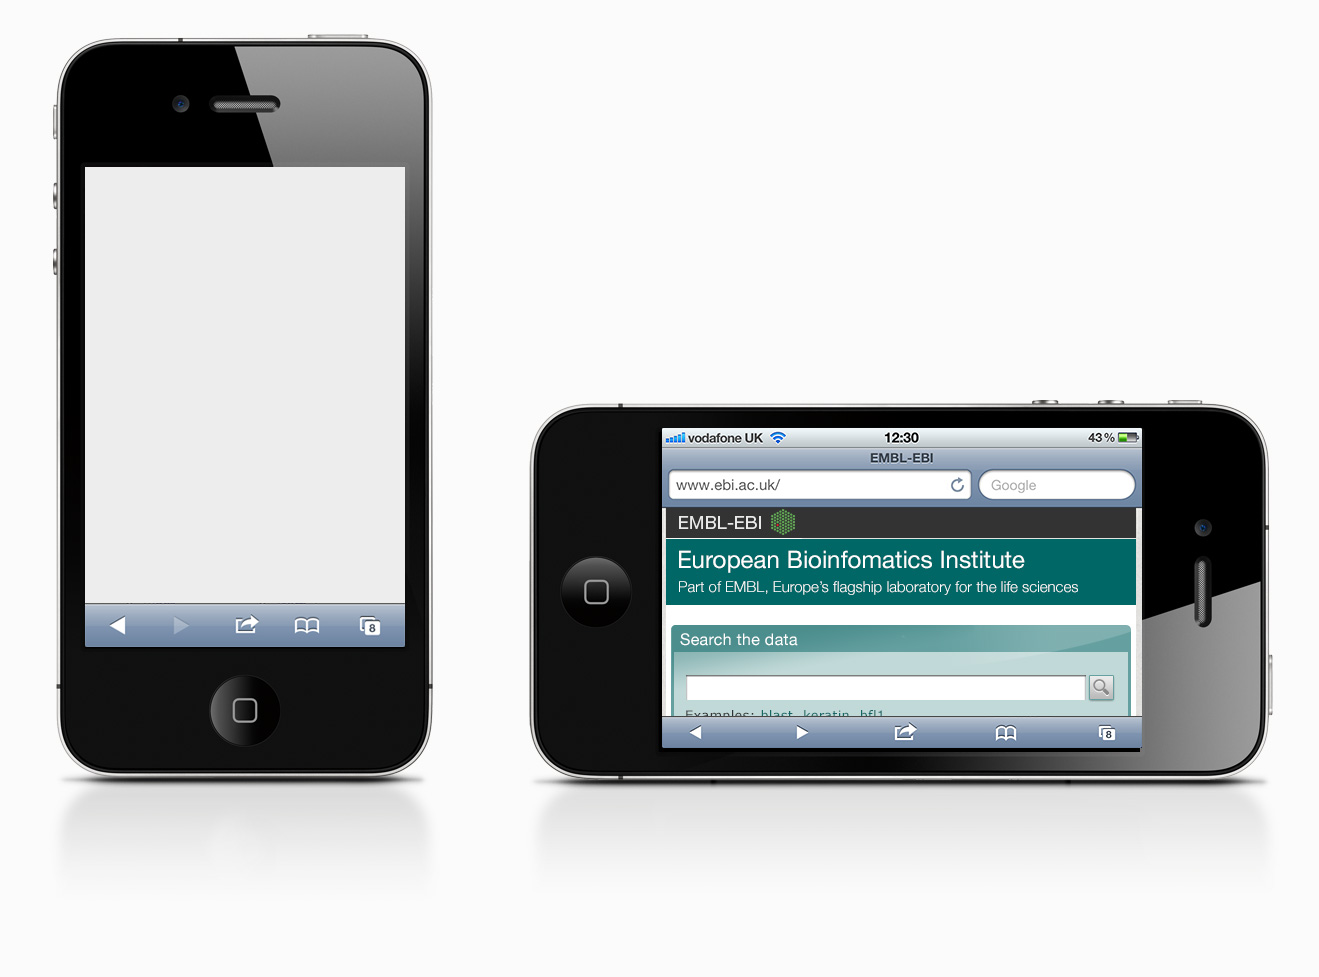 8
vodafone UK 12:30 43%
EMBL-EBI
www.ebi.ac.uk/ Google
EMBL-EBI
European Bioinfomatics Institute
Part of EMBL, Europe's flagship laboratory for the life sciences
Search the data
Examples: blast, keratin, bfl1
8